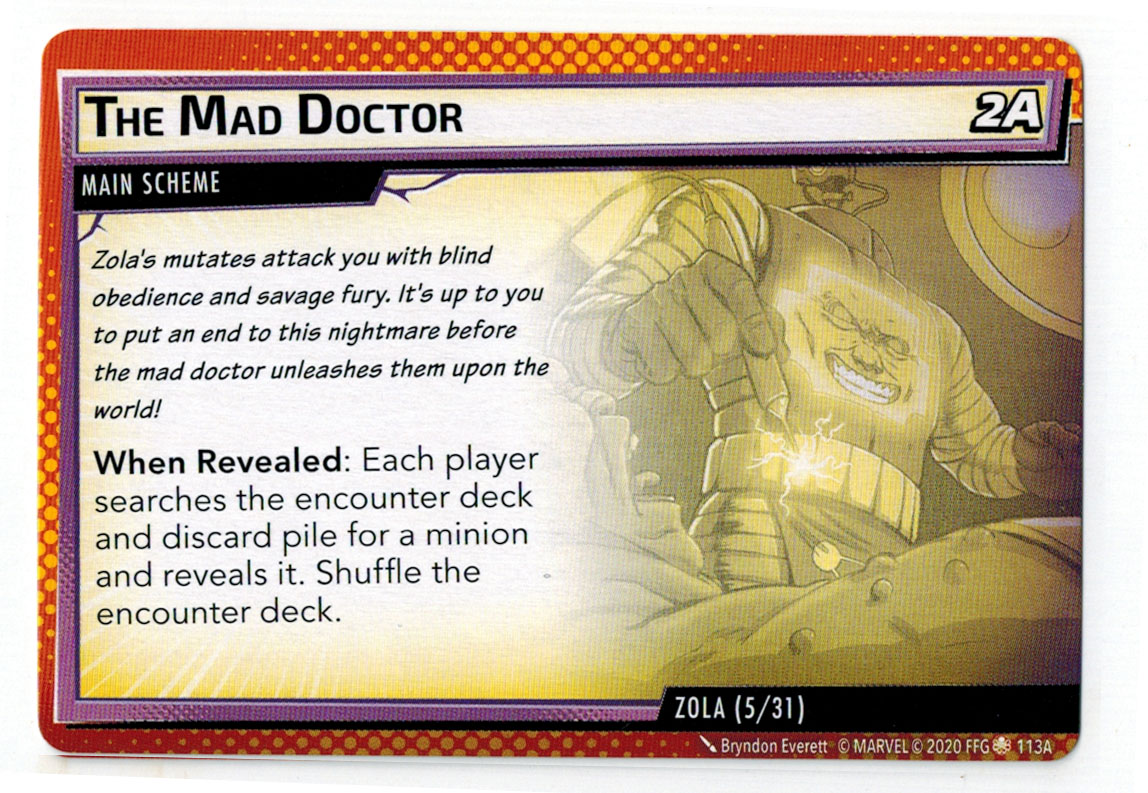 THE MAD DOCTOR
2A
MAIN SCHEME
Zola's mutates attack you with blind
obedience and savage fury. It's up to you
to put an end to this nightmare before
the mad doctor unleashes them upon the
world!
When Revealed: Each player
searches the encounter deck
and discard pile for a minion
and reveals it. Shuffle the
encounter deck.
ZOLA (5/31)
Bryndon Everett © MARVEL © 2020 FFG 113A